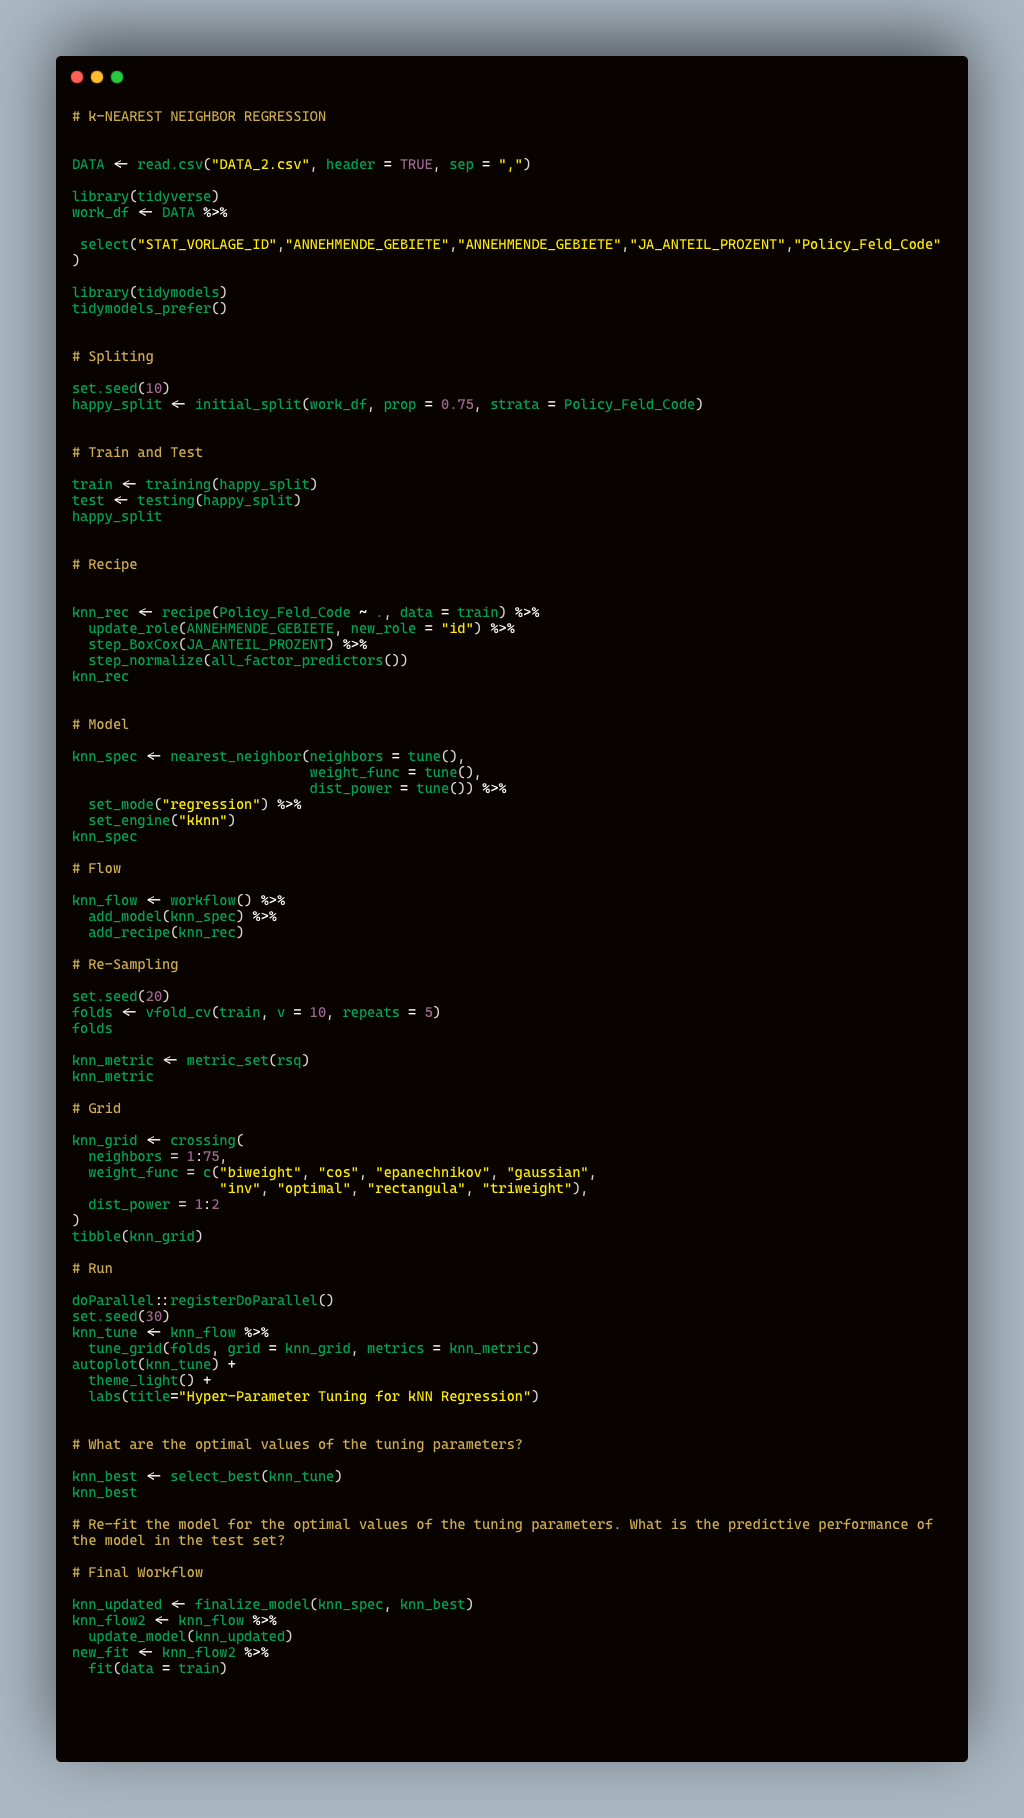 # k-NEAREST NEIGHBOR REGRESSION
DATA <- read.csv("DATA_2.csv", header = TRUE, sep = ",")
library(tidyverse)
work_df <- DATA %>%
 select("STAT_VORLAGE_ID","ANNEHMENDE_GEBIETE","ANNEHMENDE_GEBIETE","JA_ANTEIL_PROZENT","Policy_Feld_Code"
)
library(tidymodels)
tidymodels_prefer()
# Spliting
set.seed(10)
happy_split <- initial_split(work_df, prop = 0.75, strata = Policy_Feld_Code)
# Train and Test
train <- training(happy_split)
test <- testing(happy_split)
happy_split
# Recipe
knn_rec <- recipe(Policy_Feld_Code ~ ., data = train) %>%
  update_role(ANNEHMENDE_GEBIETE, new_role = "id") %>%
  step_BoxCox(JA_ANTEIL_PROZENT) %>%
  step_normalize(all_factor_predictors())
knn_rec
# Model
knn_spec <- nearest_neighbor(neighbors = tune(),
                             weight_func = tune(),
                             dist_power = tune()) %>%
  set_mode("regression") %>%
  set_engine("kknn")
knn_spec
# Flow
knn_flow <- workflow() %>%
  add_model(knn_spec) %>%
  add_recipe(knn_rec)
# Re-Sampling
set.seed(20)
folds <- vfold_cv(train, v = 10, repeats = 5)
folds
knn_metric <- metric_set(rsq)
knn_metric
# Grid
knn_grid <- crossing(
  neighbors = 1:75,
  weight_func = c("biweight", "cos", "epanechnikov", "gaussian",
                  "inv", "optimal", "rectangula", "triweight"),
  dist_power = 1:2
)
tibble(knn_grid)
# Run
doParallel::registerDoParallel()
set.seed(30)
knn_tune <- knn_flow %>%
  tune_grid(folds, grid = knn_grid, metrics = knn_metric)
autoplot(knn_tune) +
  theme_light() +
  labs(title="Hyper-Parameter Tuning for kNN Regression")
# What are the optimal values of the tuning parameters?
knn_best <- select_best(knn_tune)
knn_best
# Re-fit the model for the optimal values of the tuning parameters. What is the predictive performance of
the model in the test set?
# Final Workflow
knn_updated <- finalize_model(knn_spec, knn_best)
knn_flow2 <- knn_flow %>%
  update_model(knn_updated)
new_fit <- knn_flow2 %>%
  fit(data = train)